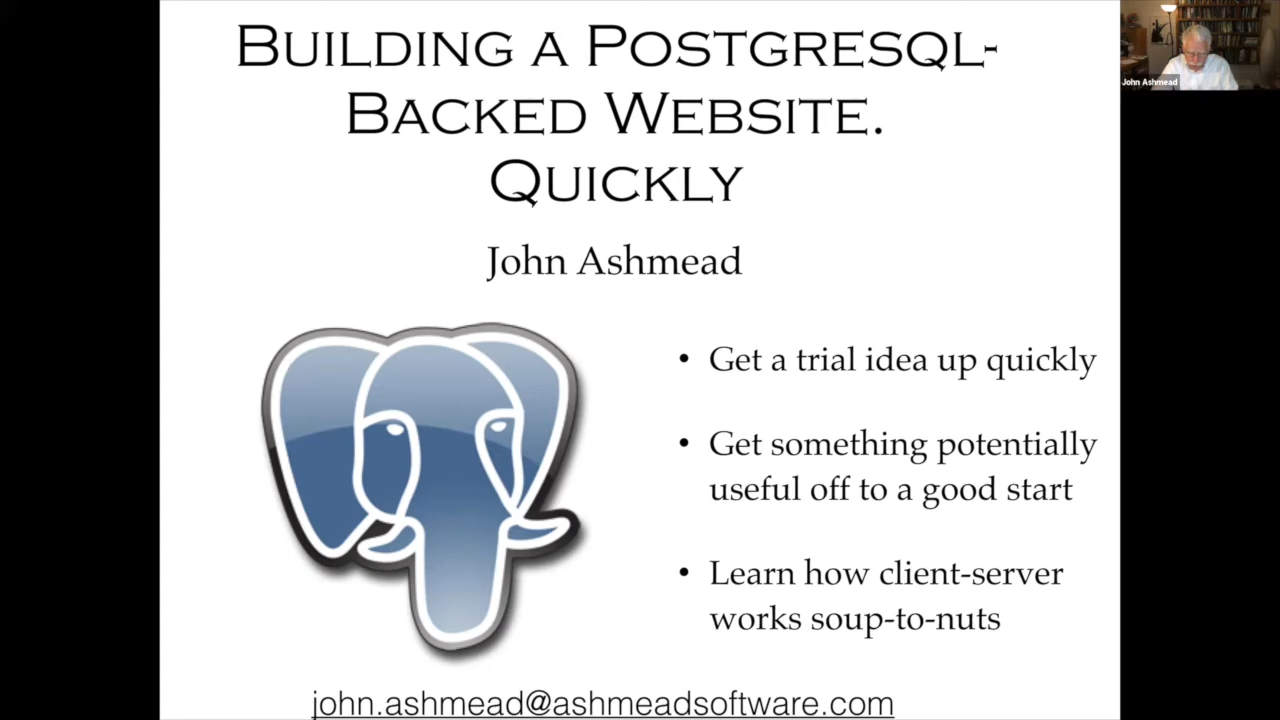 Building a Postgresql-
Backed Website.
Quickly
John Ashmead
• Get a trial idea up quickly
• Get something potentially
useful off to a good start
• Learn how client-server
works soup-to-nuts
john.ashmead@ashmeadsoftware.com
John Ashmead